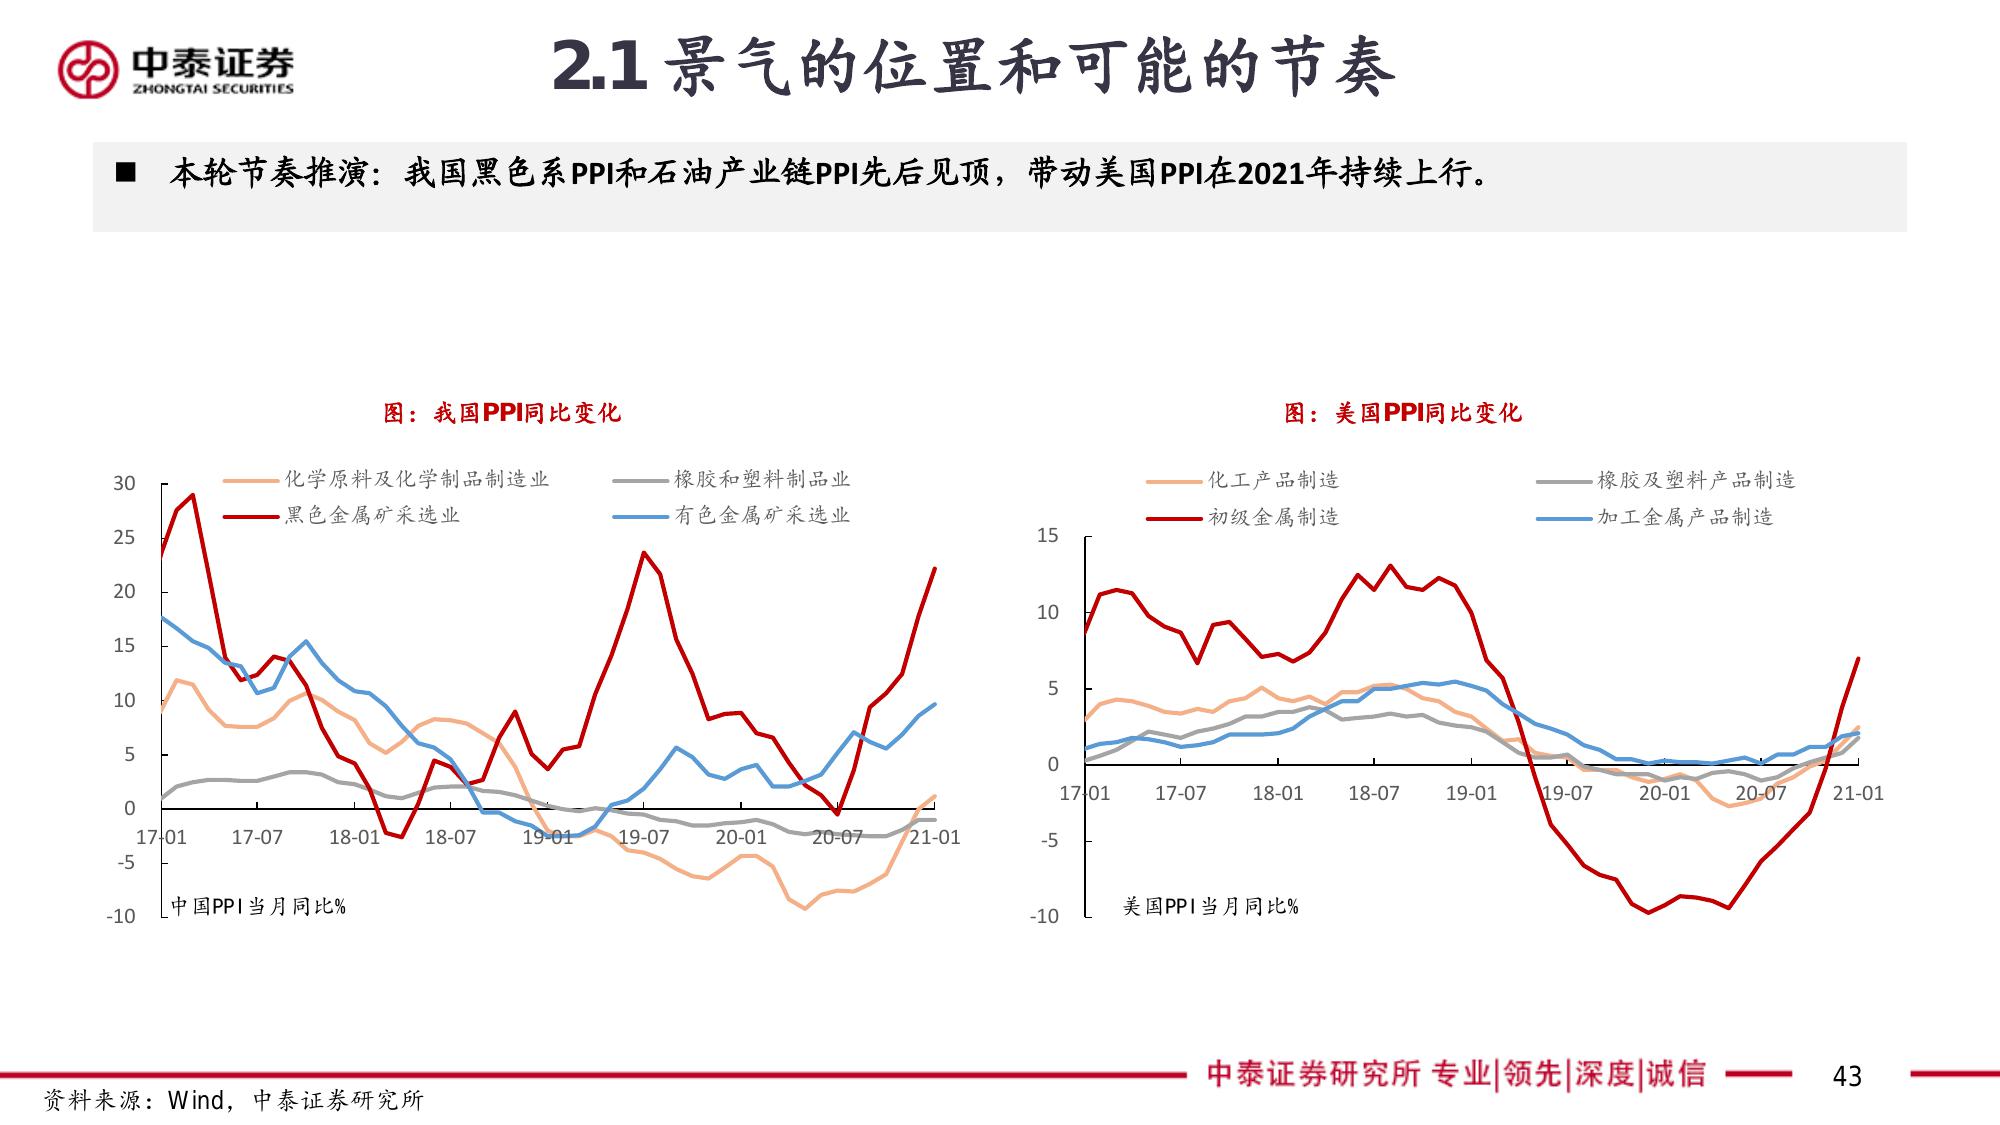 中泰证券
ZHONGTAI SECURITIES
2.1 景气的位置和可能的节奏
■ 本轮节奏推演：我国黑色系PPI和石油产业链PPI先后见顶，带动美国PPI在2021年持续上行。
图：我国PPI同比变化
化学原料及化学制品制造业
橡胶和塑料制品业
黑色金属矿采选业
有色金属矿采选业
30
25
20
15
10
5
0
-5
-10
17-01 17-07 18-01 18-07 19-01 19-07 20-01 20-07 21-01
中国PPI当月同比%
图：美国PPI同比变化
化工产品制造
橡胶及塑料产品制造
初级金属制造
加工金属产品制造
15
10
5
0
-5
-10
17-01 17-07 18-01 18-07 19-01 19-07 20-01 20-07 21-01
美国PPI当月同比%
中泰证券研究所 专业|领先|深度|诚信
43
资料来源：Wind，中泰证券研究所